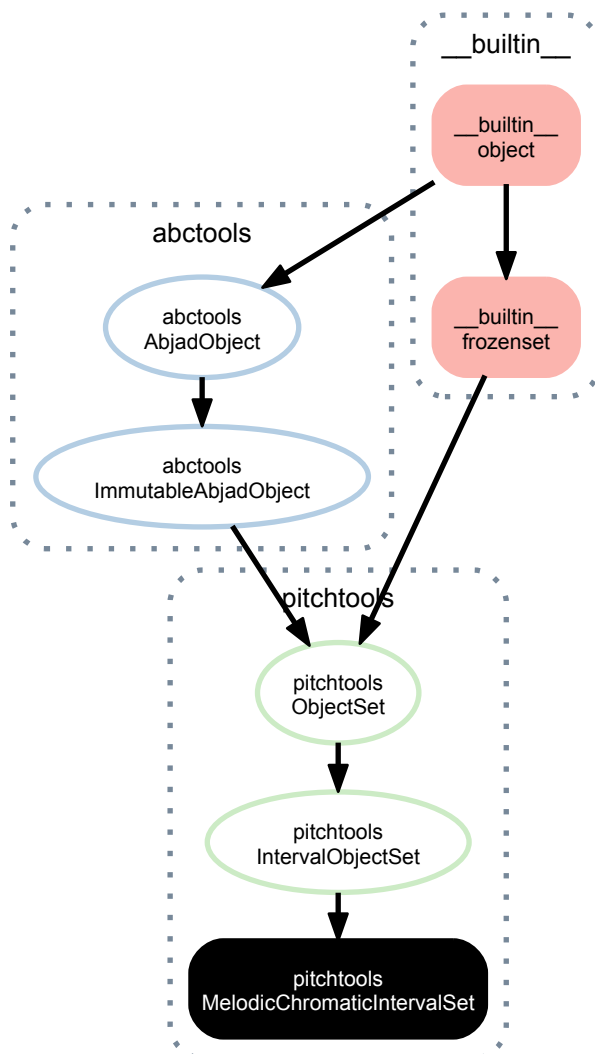 __builtin__
__builtin__
object
abctools
abctools
AbjadObject
__builtin__
frozenset
abctools
ImmutableAbjadObject
pitchtools
pitchtools
ObjectSet
pitchtools
IntervalObjectSet
pitchtools
MelodicChromaticIntervalSet